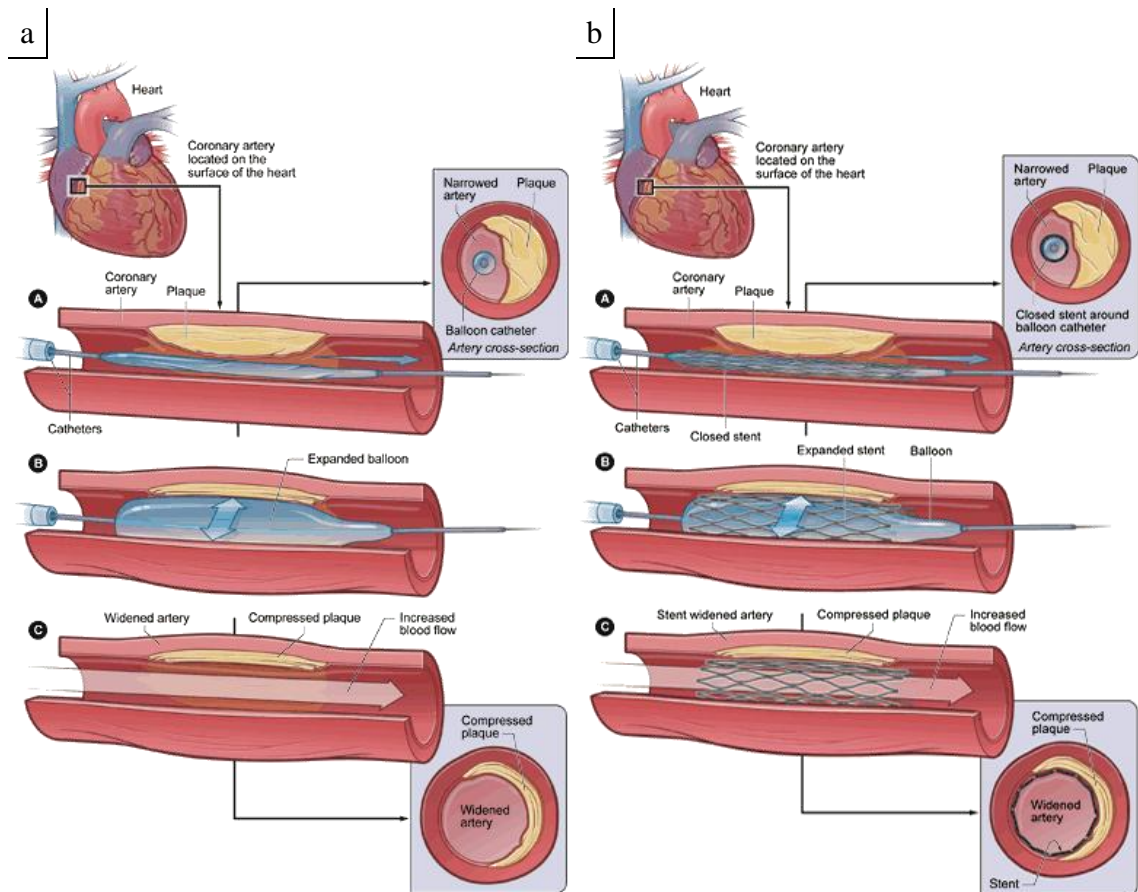 a
Heart
Coronary artery
located on the
surface of the heart
Narrowed
artery
Plaque
Balloon catheter
Artery cross-section
A
Coronary
artery
Plaque
Catheters
B
Expanded balloon
C
Widened artery
Compressed plaque
Increased
blood flow
Compressed
plaque
Widened
artery
b
Heart
Coronary artery
located on the
surface of the heart
Narrowed
artery
Plaque
Closed stent around
balloon catheter
Artery cross-section
A
Coronary
artery
Plaque
Catheters
Closed stent
B
Expanded stent
Balloon
C
Stent widened artery
Compressed plaque
Increased
blood flow
Compressed
plaque
Widened
artery
Stent